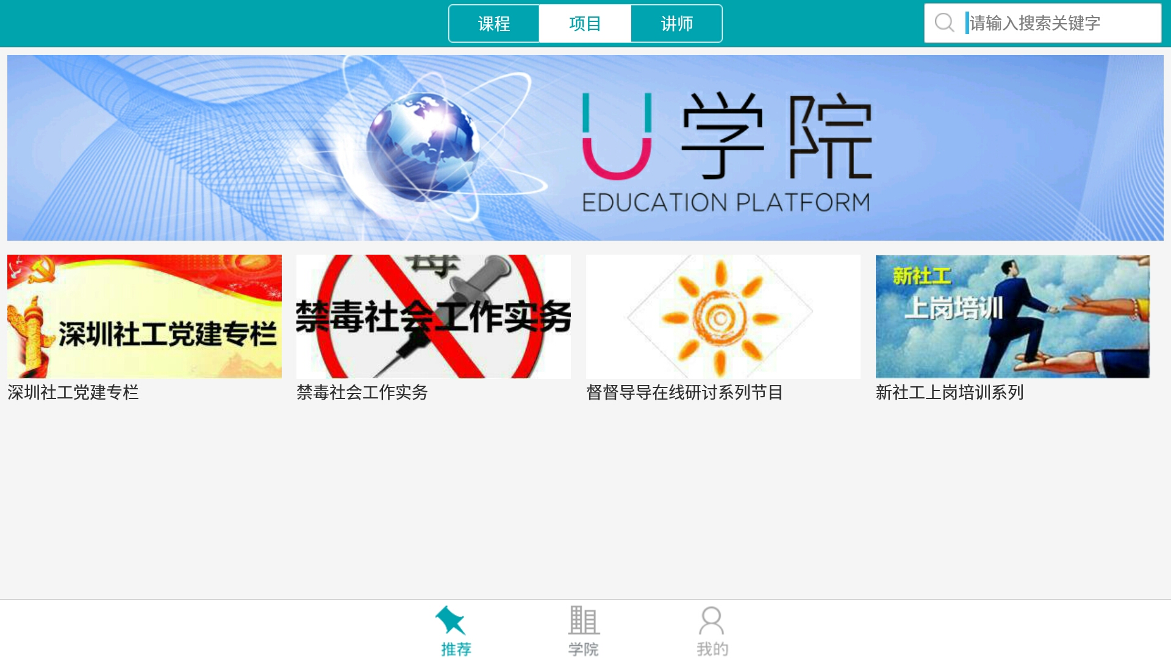 课程 项目 讲师 请输入搜索关键字
U学院
EDUCATION PLATFORM
深圳社工党建专栏
毒
禁毒社会工作实务
新社工
上岗培训
深圳社工党建专栏 禁毒社会工作实务 督督导导在线研讨系列节目 新社工上岗培训系列
推荐 学院 我的